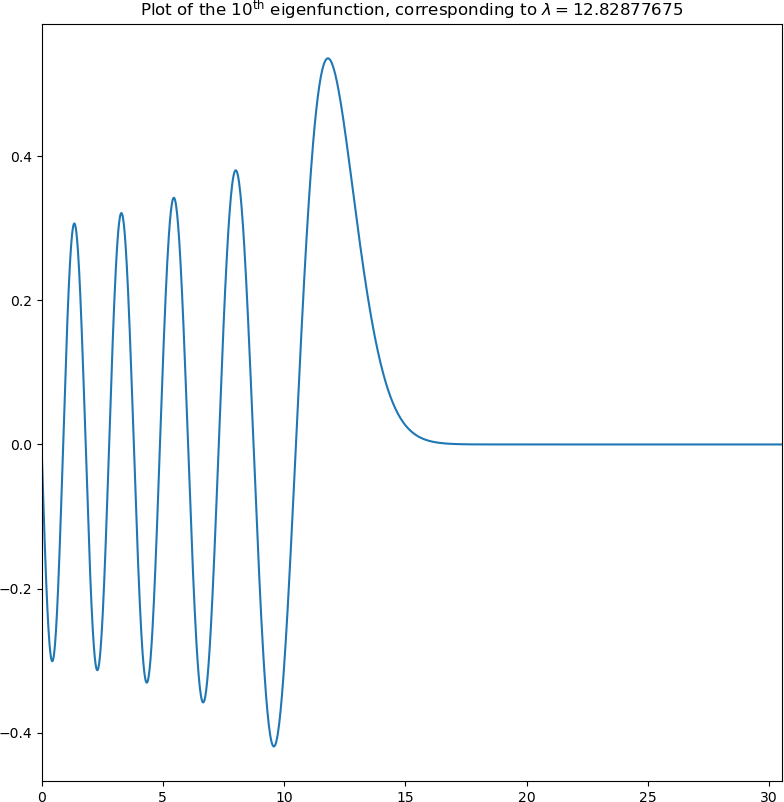 Plot of the 10th eigenfunction, corresponding to λ = 12.82877675
0.4
0.2
0.0
−0.2
−0.4
0 5 10 15 20 25 30